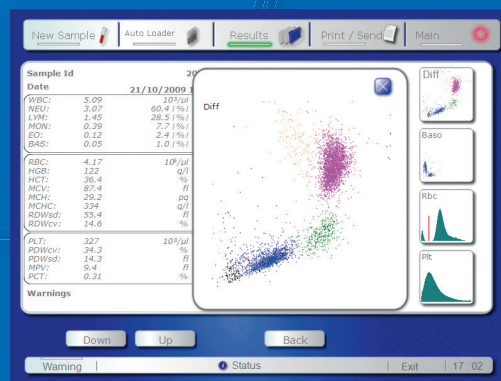 New Sample
Auto Loader
Results
Print / Send
Main
Sample Id 20
Date 21/10/2009 1
WBC: 5.09 10³/µl
NEU: 3.07 60.4 (%)
LYM: 1.45 28.5 (%)
MON: 0.39 7.7 (%)
EO: 0.12 2.4 (%)
BAS: 0.05 1.0 (%)
RBC: 4.17 10⁶/µl
HGB: 122 g/l
HCT: 36.4 %
MCV: 87.4 fl
MCH: 29.2 pg
MCHC: 334 g/l
RDWsd: 55.4 fl
RDWcv: 14.6 %
PLT: 327 10³/µl
PDWcv: 34.3 %
PDWsd: 14.3 fl
MPV: 9.4 fl
PCT: 0.31 %
Warnings
Diff
Diff
Baso
Rbc
Plt
Down
Up
Back
Warning
Status
Exit
17 02